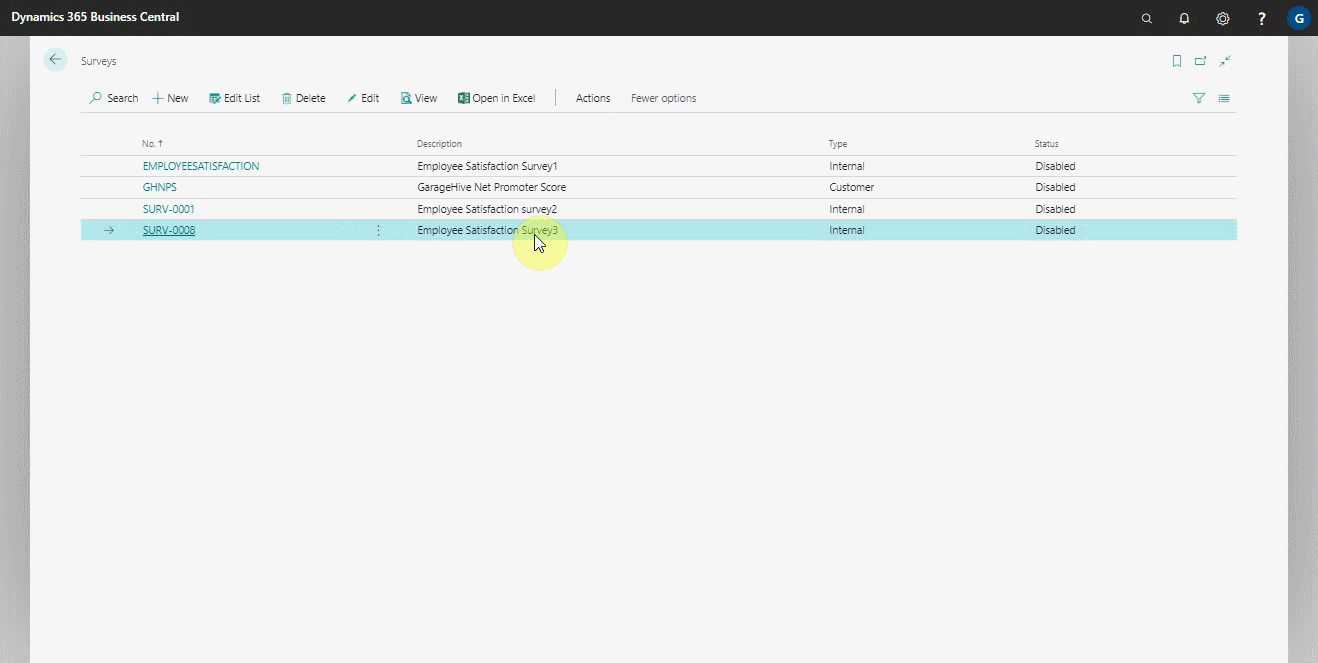 Dynamics 365 Business Central
? G
Surveys
Search New Edit List Delete Edit View Open in Excel Actions Fewer options
No. ↑ Description Type Status
EMPLOYEESATISFACTION Employee Satisfaction Survey1 Internal Disabled
GHNPS GarageHive Net Promoter Score Customer Disabled
SURV-0001 Employee Satisfaction survey2 Internal Disabled
SURV-0008 Employee Satisfaction Survey3 Internal Disabled